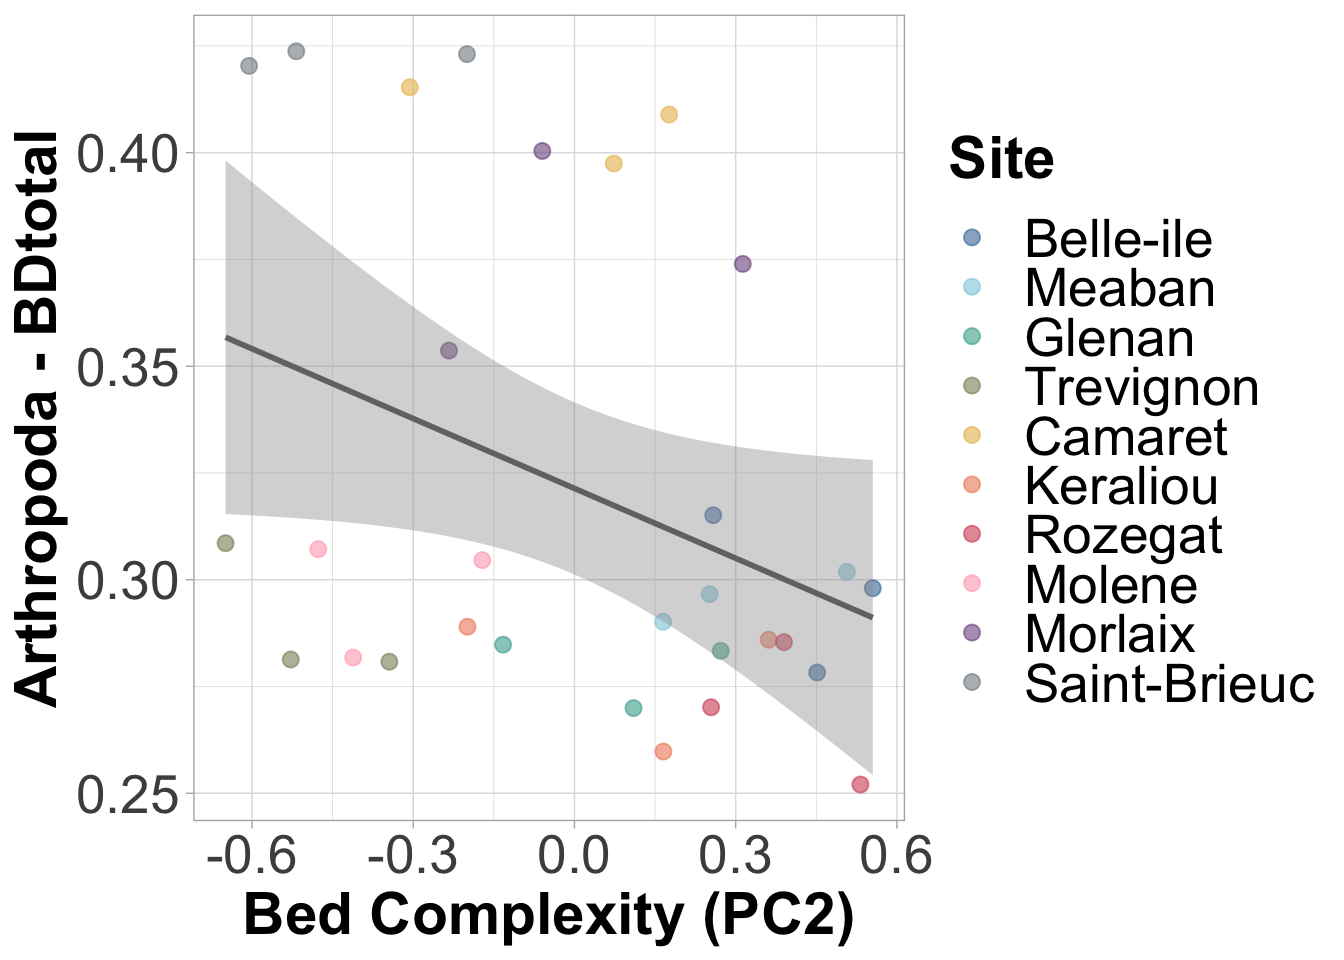 Arthropoda - BDtotal
0.40
0.35
0.30
0.25
-0.6 -0.3 0.0 0.3 0.6
Bed Complexity (PC2)
Site
Belle-ile
Meaban
Glenan
Trevignon
Camaret
Keraliou
Rozegat
Molene
Morlaix
Saint-Brieuc